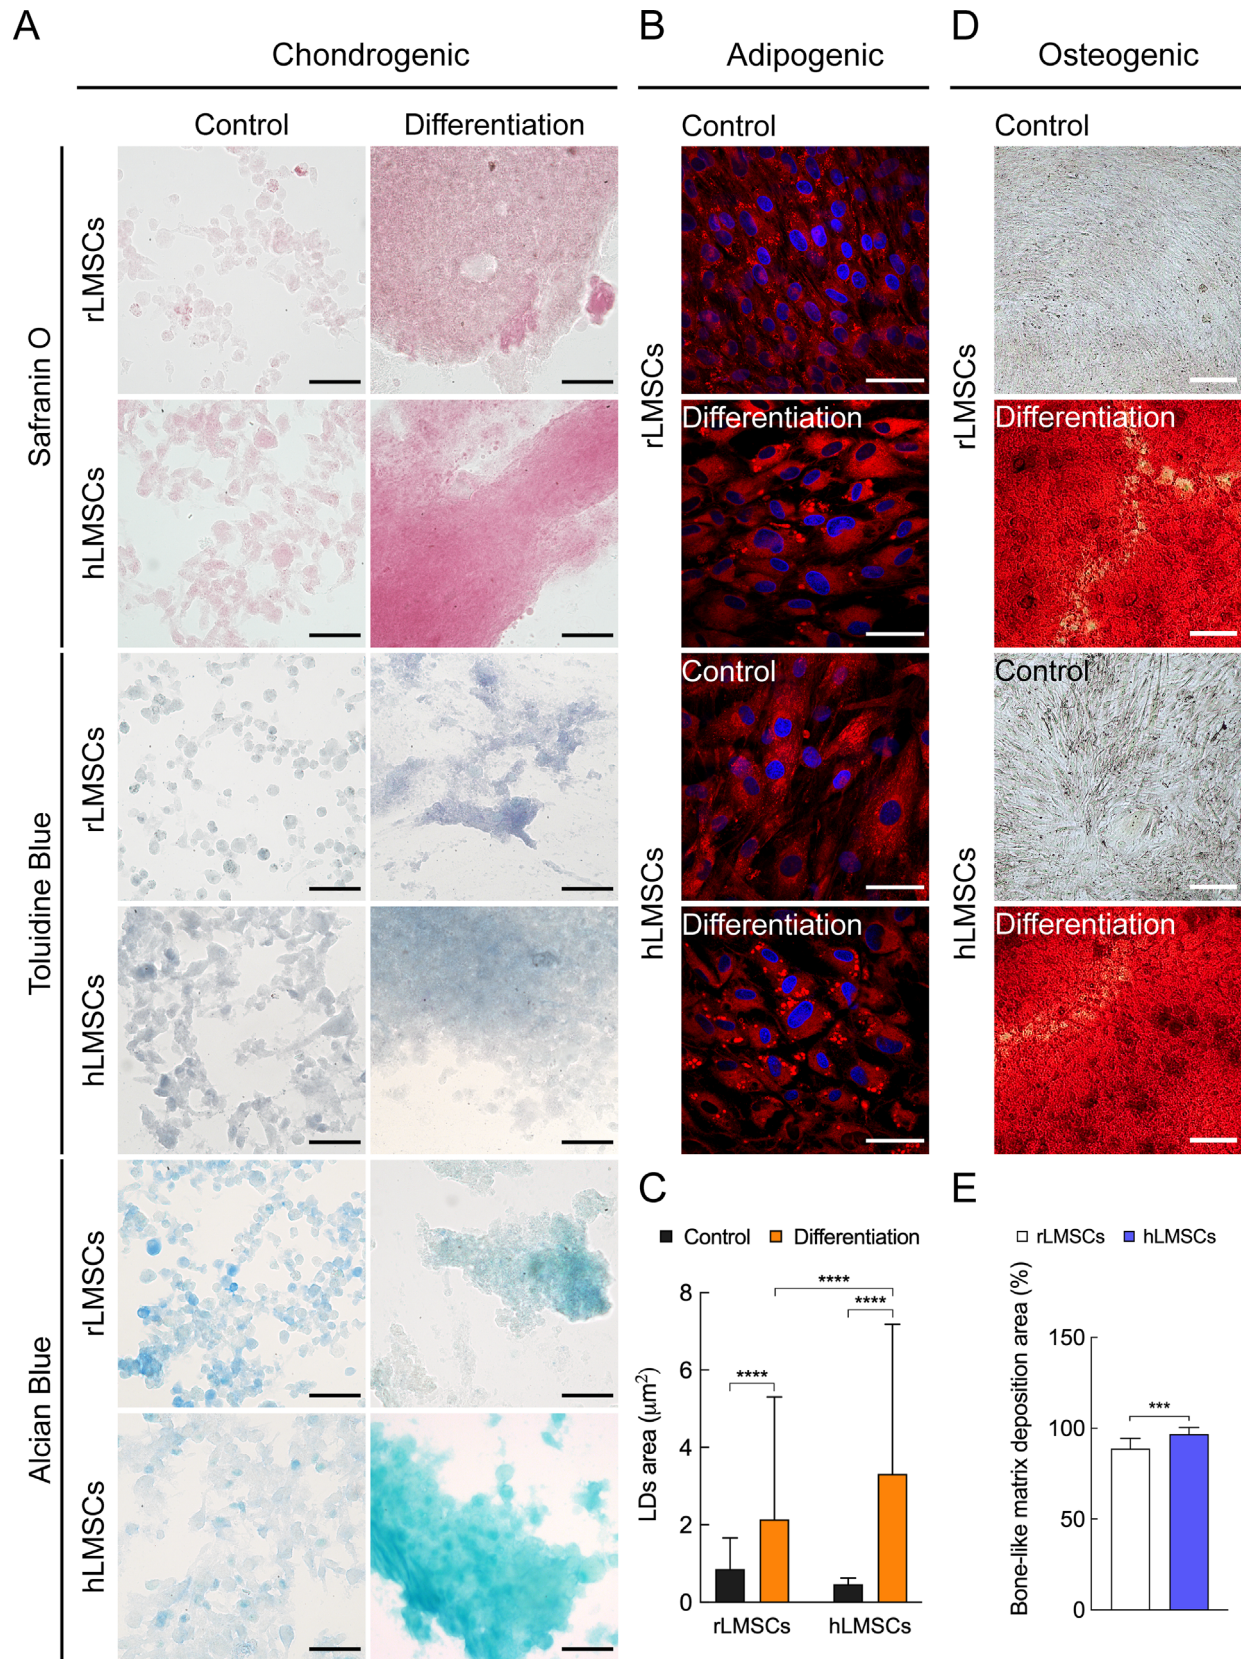 A
B
D
Chondrogenic
Adipogenic
Osteogenic
Control
Differentiation
Control
Control
Safranin O
rLMSCs
hLMSCs
rLMSCs
Differentiation
rLMSCs
Differentiation
Toluidine Blue
rLMSCs
hLMSCs
hLMSCs
Control
Differentiation
hLMSCs
Control
Differentiation
Alcian Blue
rLMSCs
hLMSCs
C
Control
Differentiation
LDs area (μm²)
8
6
4
2
0
****
****
****
rLMSCs
hLMSCs
E
rLMSCs
hLMSCs
Bone-like matrix deposition area (%)
150
100
50
0
***